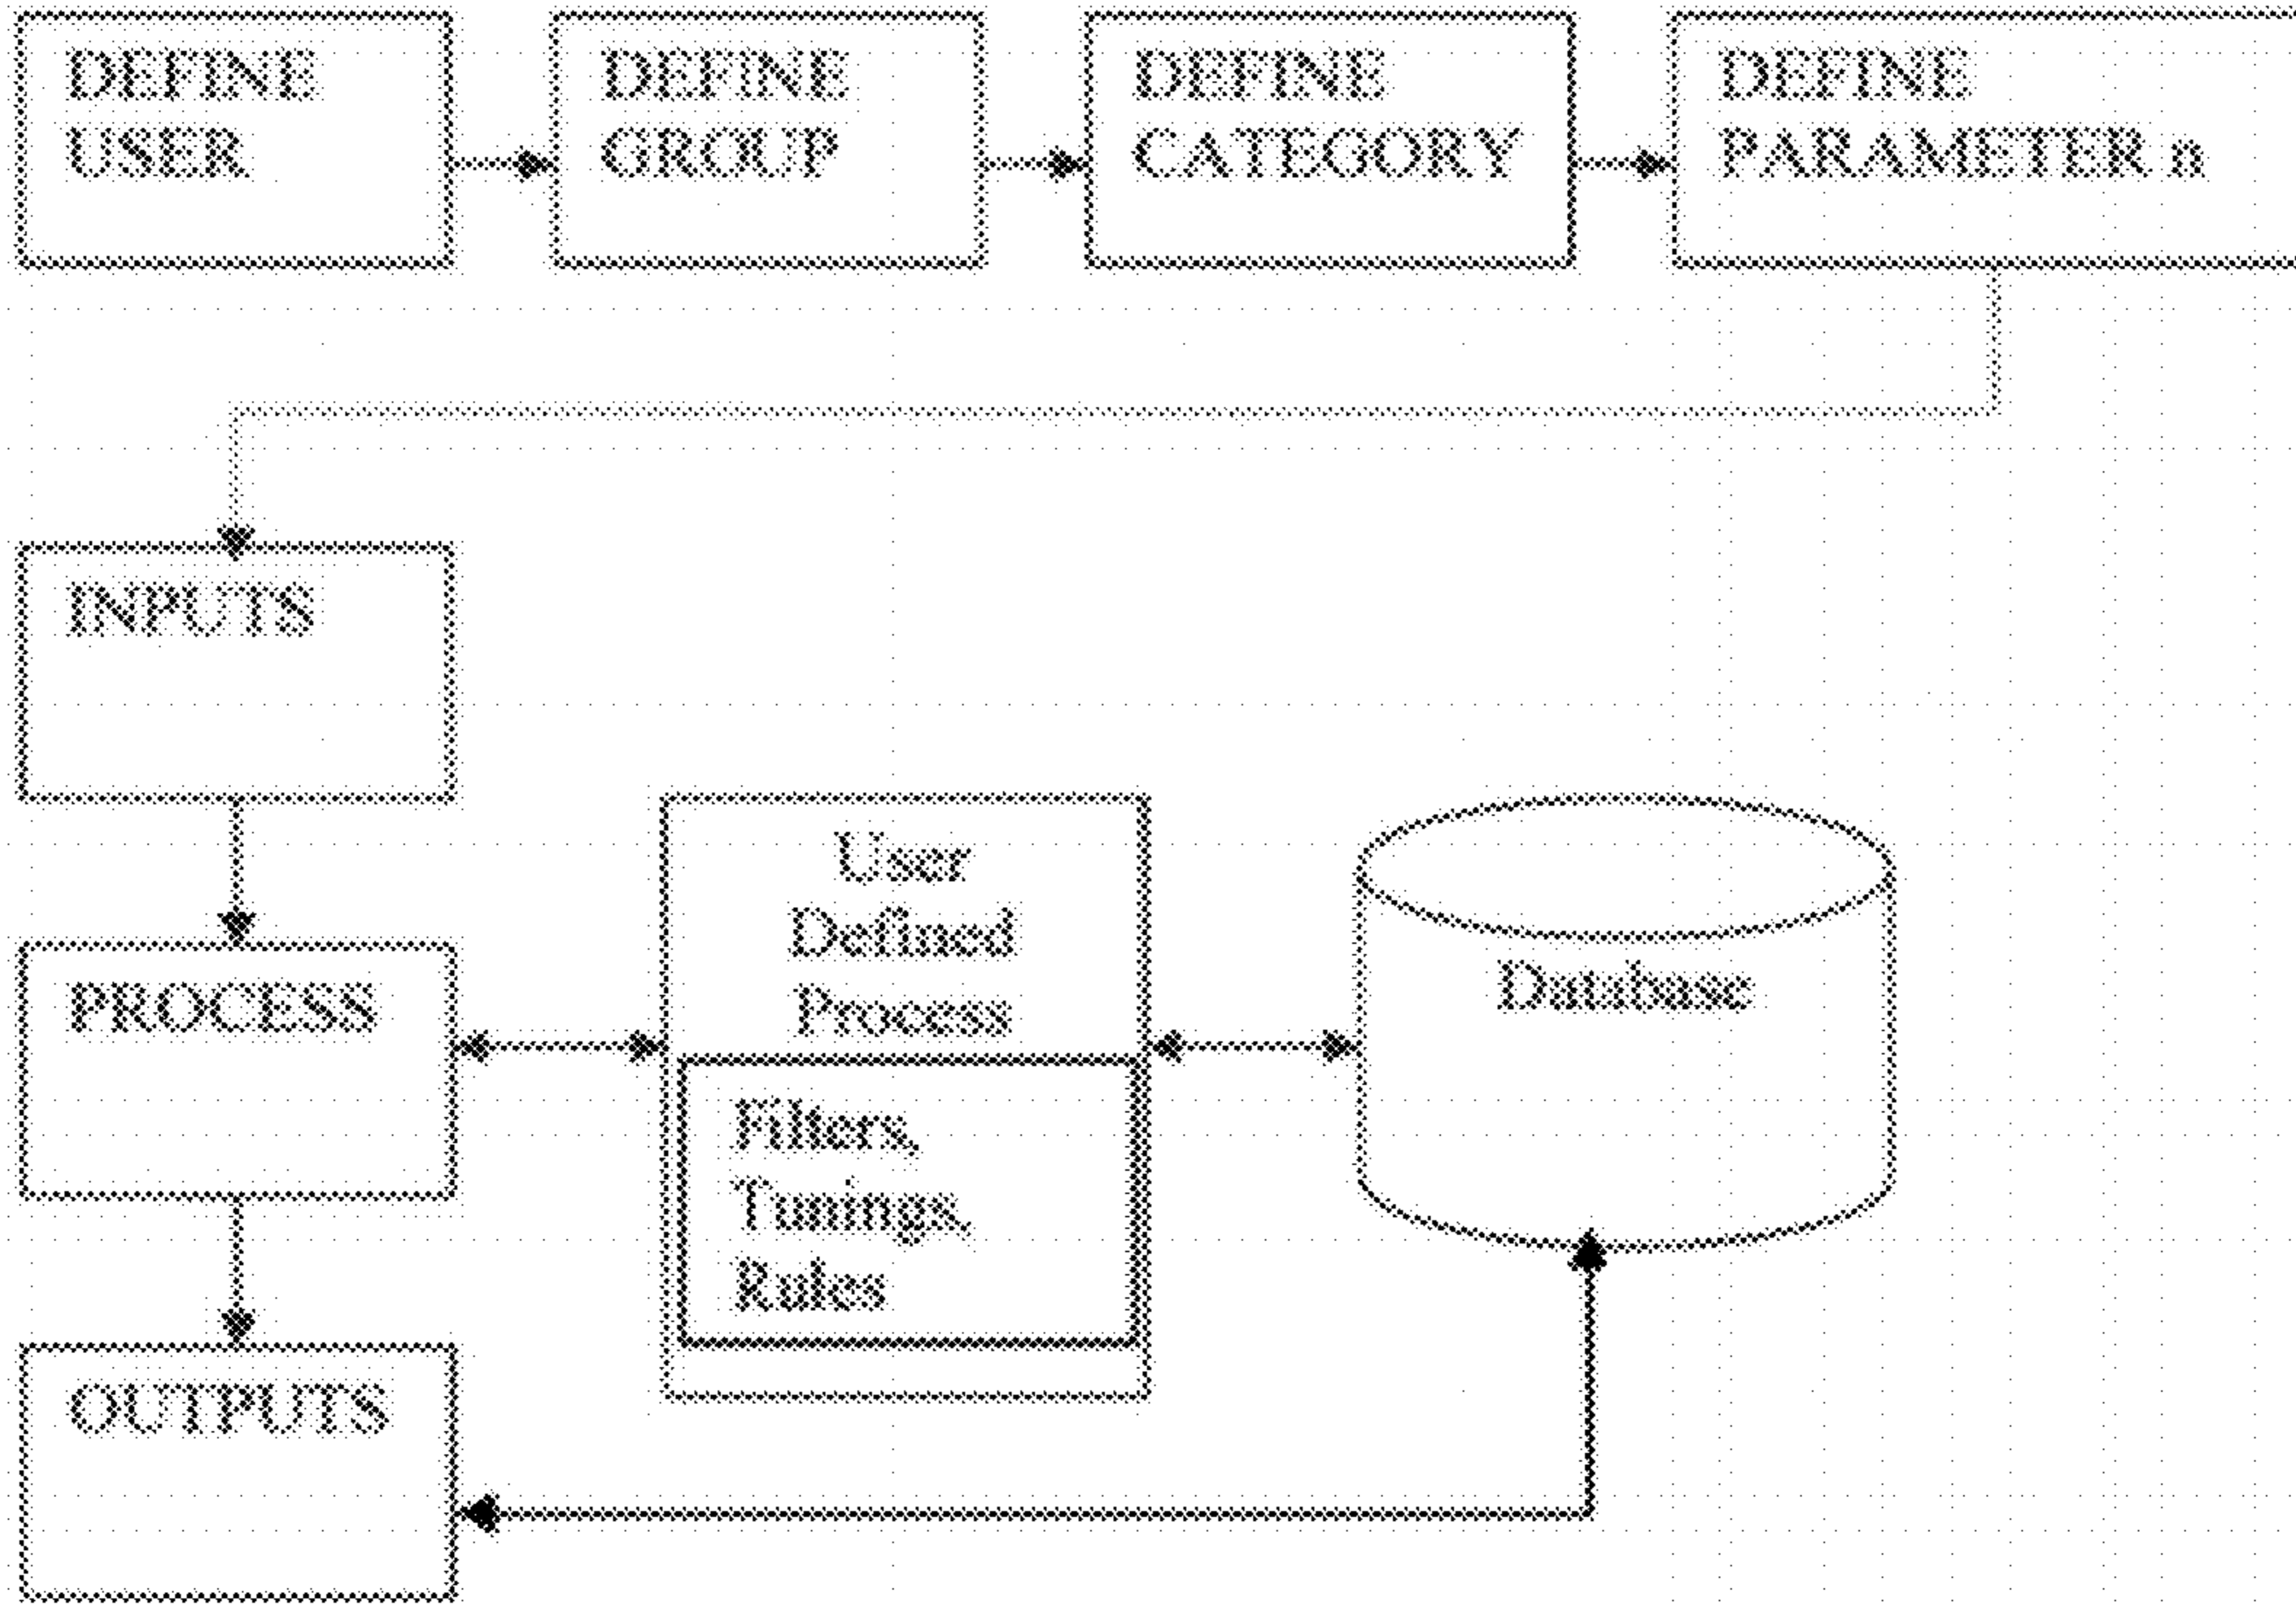 DEFINE
USER
DEFINE
GROUP
DEFINE
CATEGORY
DEFINE
PARAMETER n
INPUTS
PROCESS
User
Defined
Process
Filters,
Tunings,
Rules
Database
OUTPUTS